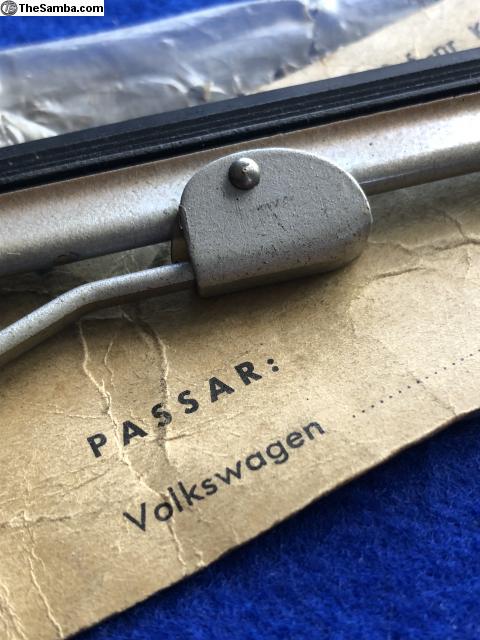 TheSamba.com
PASSAR:
Volkswagen ..........